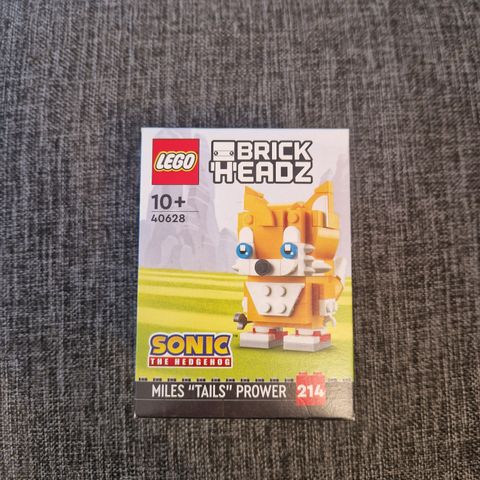 LEGO
BRICK
HEADZ
10+
40628
SONIC
THE HEDGEHOG
MILES "TAILS" PROWER 214